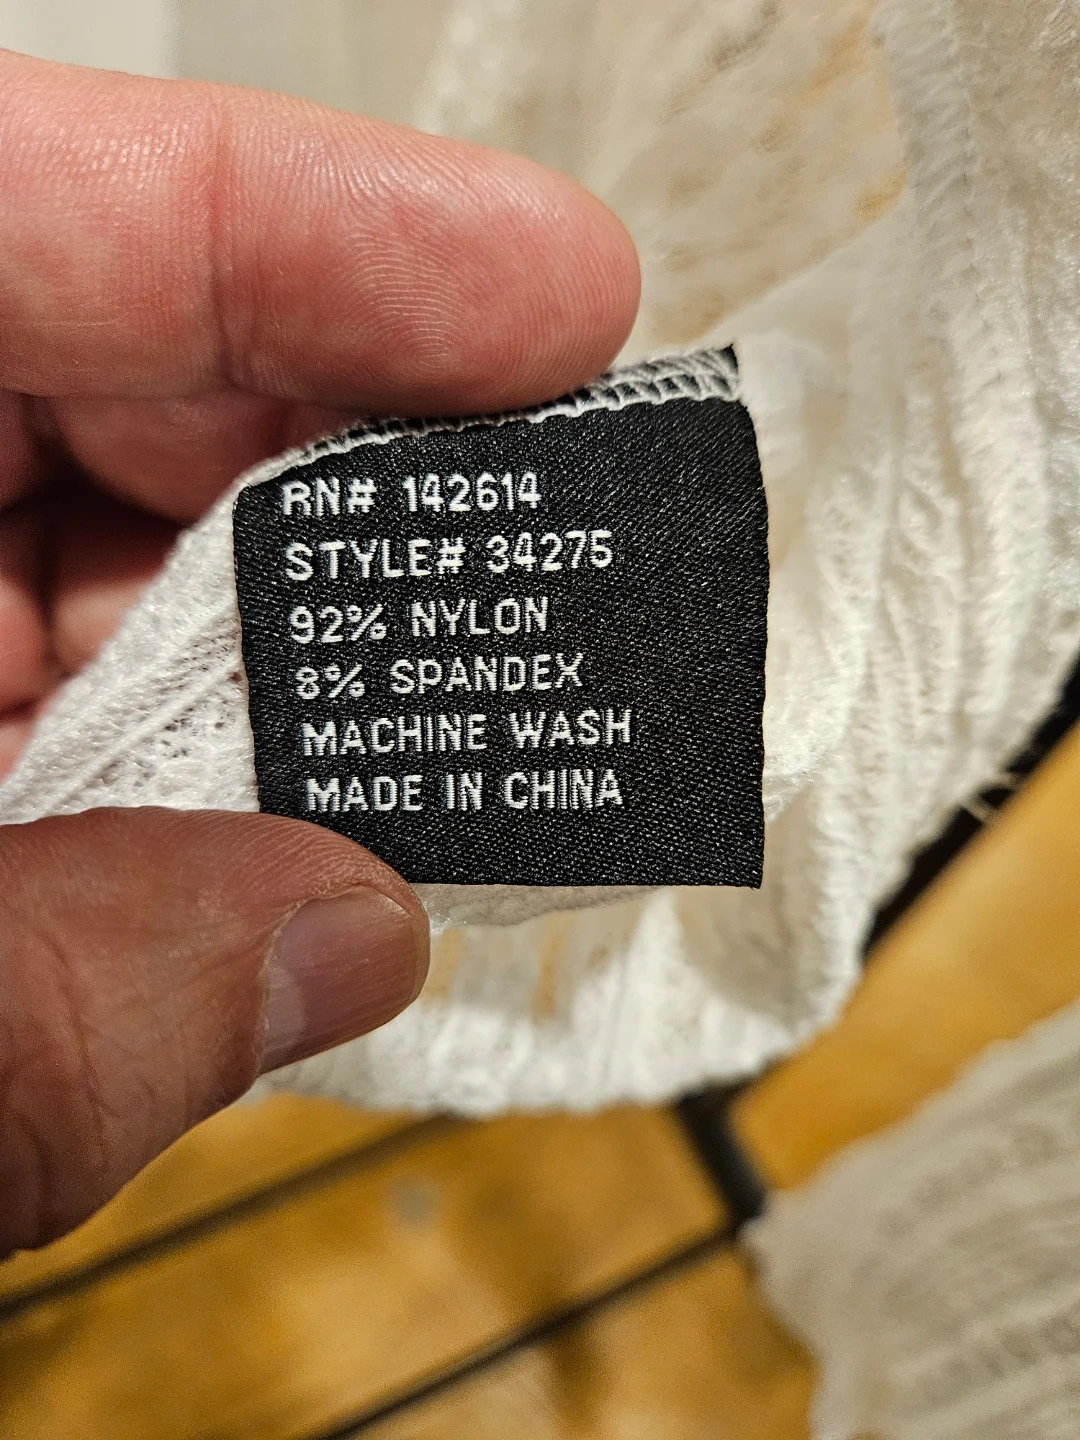 RN# 142614
STYLE# 34275
92% NYLON
8% SPANDEX
MACHINE WASH
MADE IN CHINA